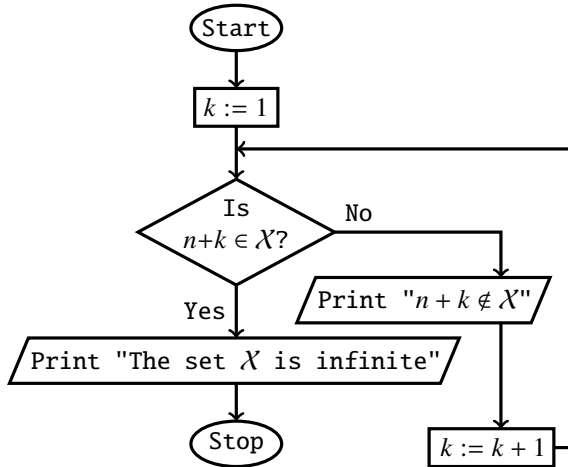 Start
k := 1
Is
n+k ∈ 𝒳?
No
Yes
Print "n + k ∉ 𝒳"
Print "The set 𝒳 is infinite"
Stop
k := k + 1